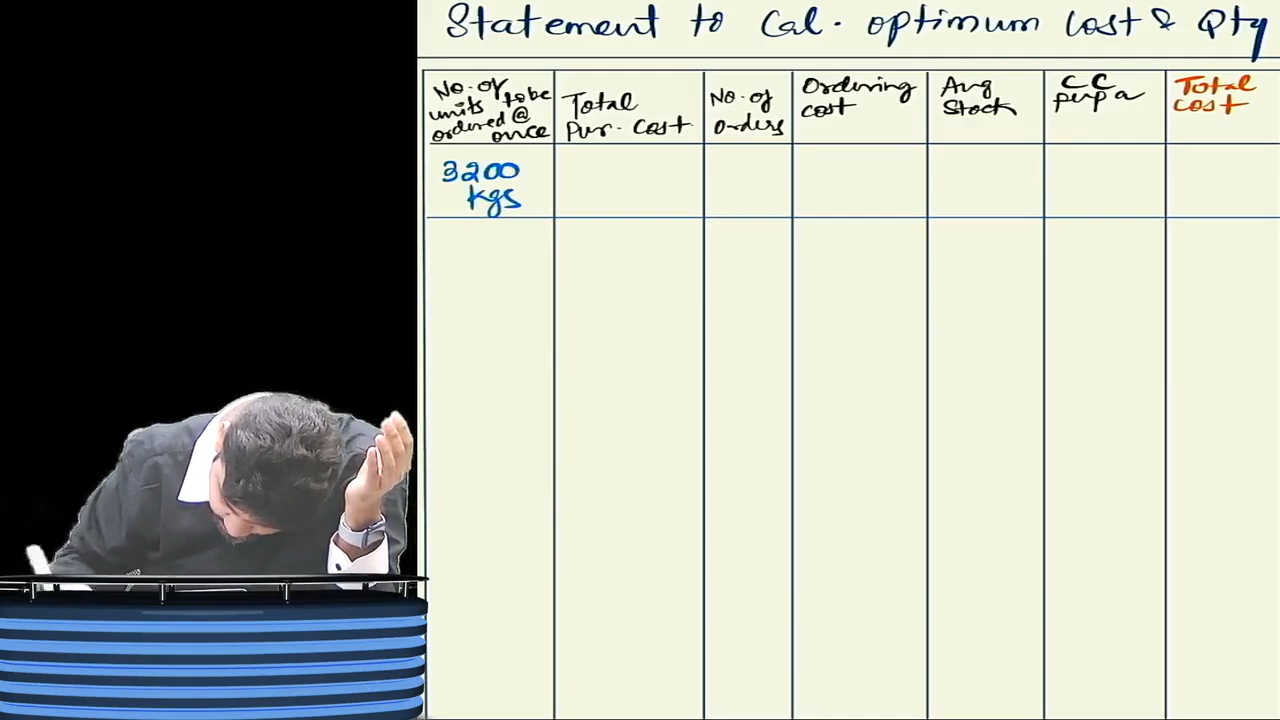 Statement to Cal. optimum Cost & Qty
No. of units to be ordered @ once
Total Pur. Cost
No. of Orders
Ordering cost
Avg Stock
CC pupa
Total cost
3200 kgs